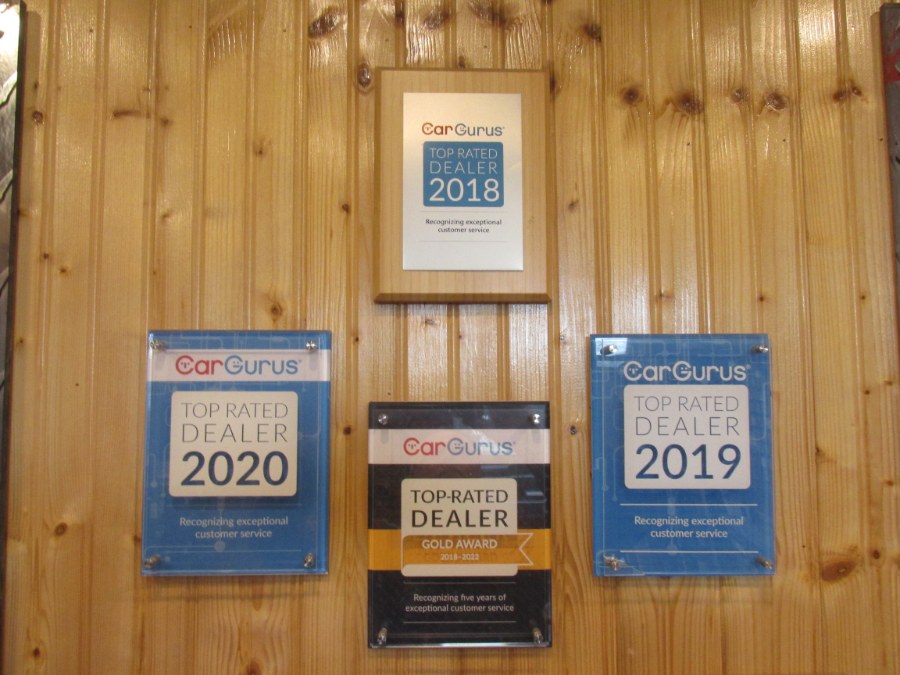 CarGurus
TOP RATED
DEALER
2018
Recognizing exceptional
customer service
CarGurus
TOP RATED
DEALER
2020
Recognizing exceptional
customer service
CarGurus
TOP-RATED
DEALER
GOLD AWARD
2018–2022
Recognizing five years of
exceptional customer service
CarGurus
TOP RATED
DEALER
2019
Recognizing exceptional
customer service